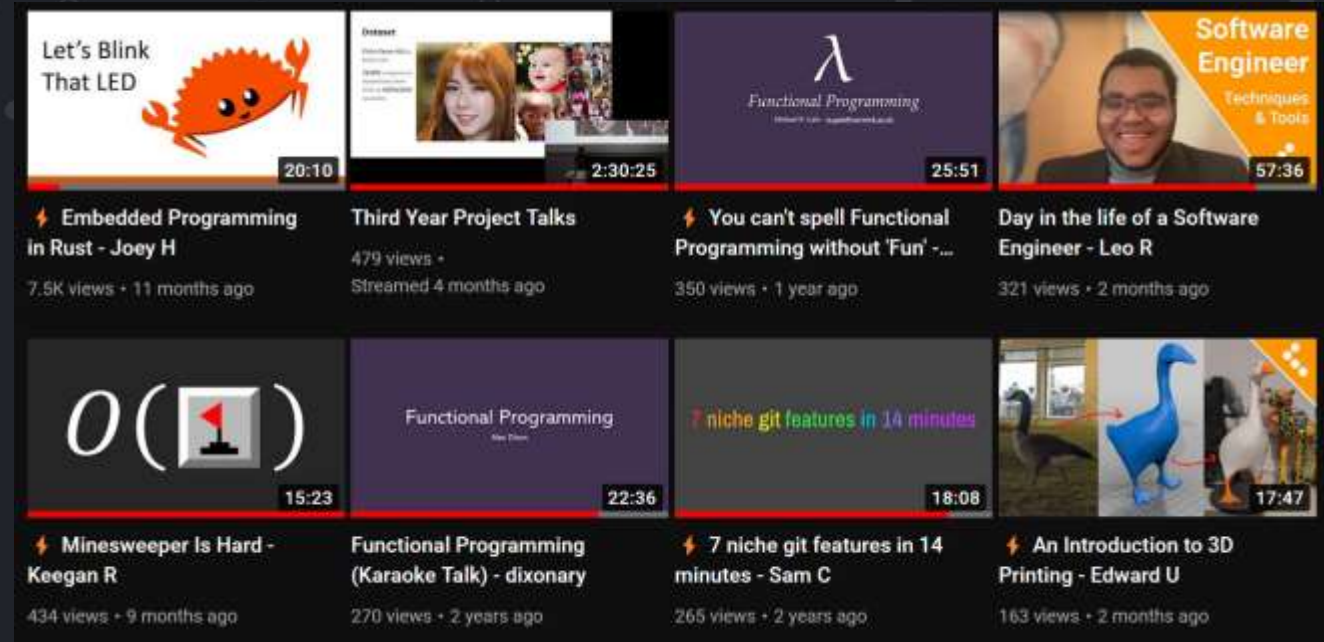 Let's Blink
That LED
20:10
Dataset
2:30:25
λ
Functional Programming
25:51
Software
Engineer
Techniques
& Tools
57:36
Embedded Programming
in Rust - Joey H
7.5K views • 11 months ago
Third Year Project Talks
479 views •
Streamed 4 months ago
You can't spell Functional
Programming without 'Fun' -...
350 views • 1 year ago
Day in the life of a Software
Engineer - Leo R
321 views • 2 months ago
O ( )
15:23
Functional Programming
22:36
7 niche git features in 14 minutes
18:08
17:47
Minesweeper Is Hard -
Keegan R
434 views • 9 months ago
Functional Programming
(Karaoke Talk) - dixonary
270 views • 2 years ago
7 niche git features in 14
minutes - Sam C
265 views • 2 years ago
An Introduction to 3D
Printing - Edward U
163 views • 2 months ago